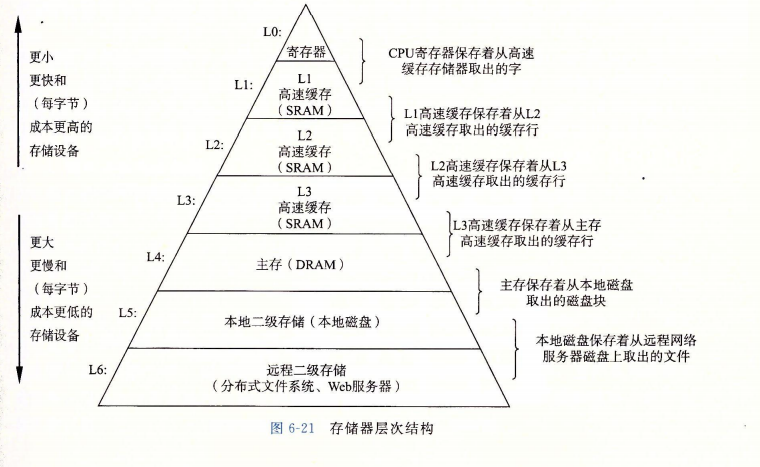 L0:
寄存器
L1:
L1
高速缓存
（SRAM）
L2:
L2
高速缓存
（SRAM）
L3:
L3
高速缓存
（SRAM）
L4:
主存（DRAM）
L5:
本地二级存储（本地磁盘）
L6:
远程二级存储
（分布式文件系统、Web服务器）
更小
更快和
（每字节）
成本更高的
存储设备
更大
更慢和
（每字节）
成本更低的
存储设备
CPU寄存器保存着从高速
缓存存储器取出的字
L1高速缓存保存着从L2
高速缓存取出的缓存行
L2高速缓存保存着从L3
高速缓存取出的缓存行
L3高速缓存保存着从主存
高速缓存取出的缓存行
主存保存着从本地磁盘
取出的磁盘块
本地磁盘保存着从远程网络
服务器磁盘上取出的文件
图 6-21 存储器层次结构